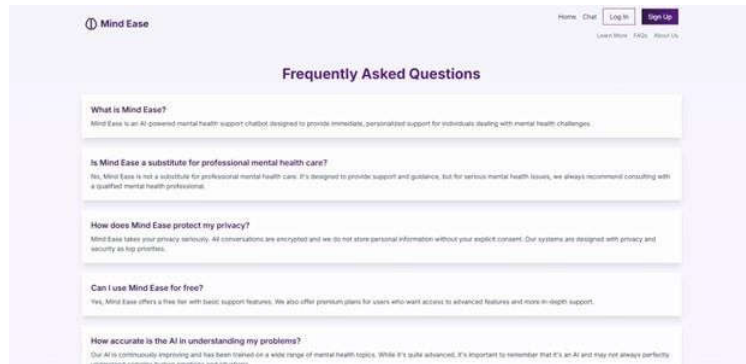 Mind Ease
Home Chat Log In Sign Up
Learn More FAQs About Us
Frequently Asked Questions
What is Mind Ease?
Mind Ease is an AI-powered mental health support chatbot designed to provide immediate, personalized support for individuals dealing with mental health challenges.
Is Mind Ease a substitute for professional mental health care?
No, Mind Ease is not a substitute for professional mental health care. It's designed to provide support and guidance, but for serious mental health issues, we always recommend consulting with
a qualified mental health professional.
How does Mind Ease protect my privacy?
Mind Ease takes your privacy seriously. All conversations are encrypted and we do not store personal information without your explicit consent. Our systems are designed with privacy and
security as top priorities.
Can I use Mind Ease for free?
Yes, Mind Ease offers a free tier with basic support features. We also offer premium plans for users who want access to advanced features and more in-depth support.
How accurate is the AI in understanding my problems?
Our AI is continuously improving and has been trained on a wide range of mental health topics. While it's quite advanced, it's important to remember that it's an AI and may not always perfectly